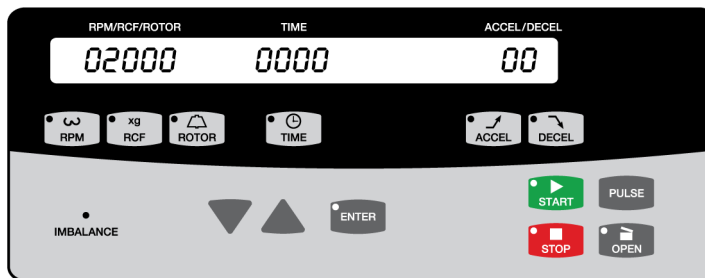 RPM/RCF/ROTOR TIME ACCEL/DECEL
02000 0000 00
xg
RPM RCF ROTOR TIME ACCEL DECEL
START PULSE
ENTER
IMBALANCE
STOP OPEN